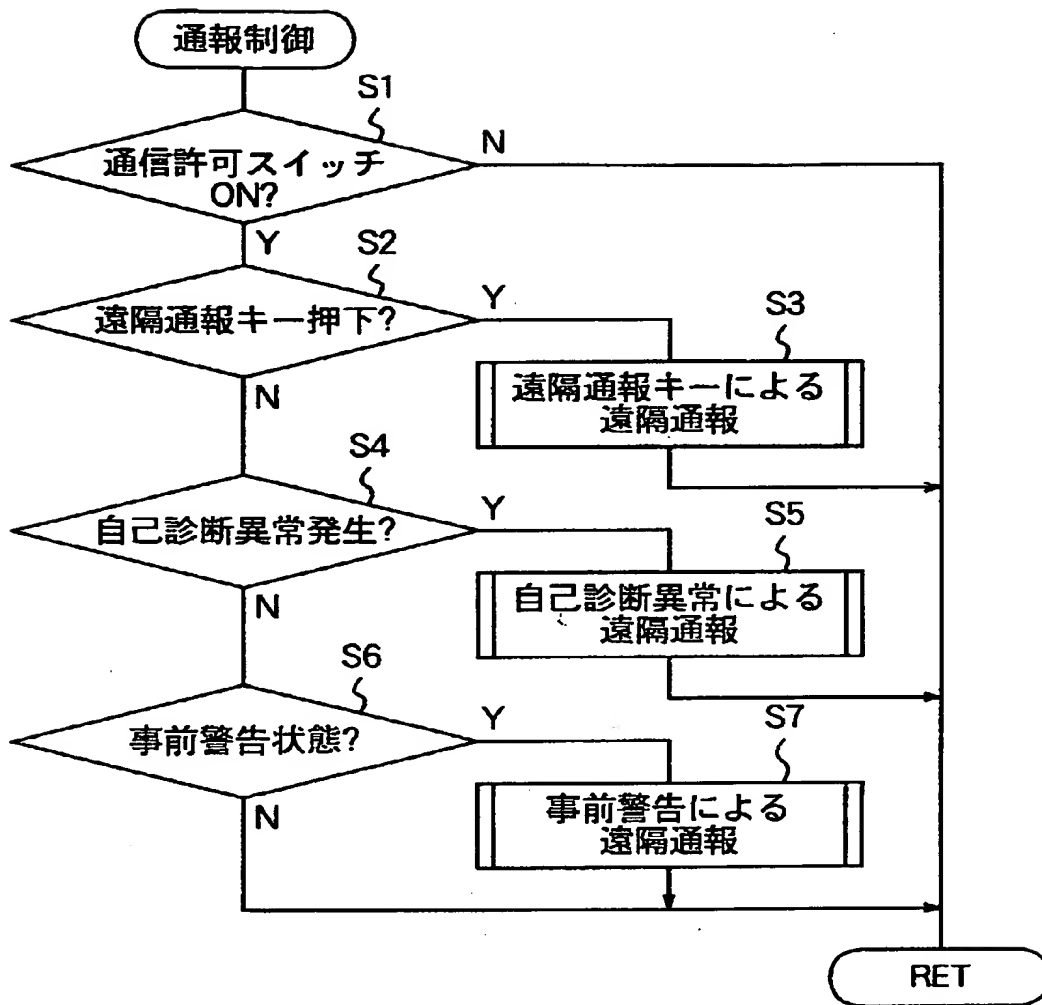 通報制御
S1
通信許可スイッチ
ON?
N
Y
S2
遠隔通報キー押下?
Y
N
S3
遠隔通報キーによる
遠隔通報
S4
自己診断異常発生?
Y
N
S5
自己診断異常による
遠隔通報
S6
事前警告状態?
Y
N
S7
事前警告による
遠隔通報
RET